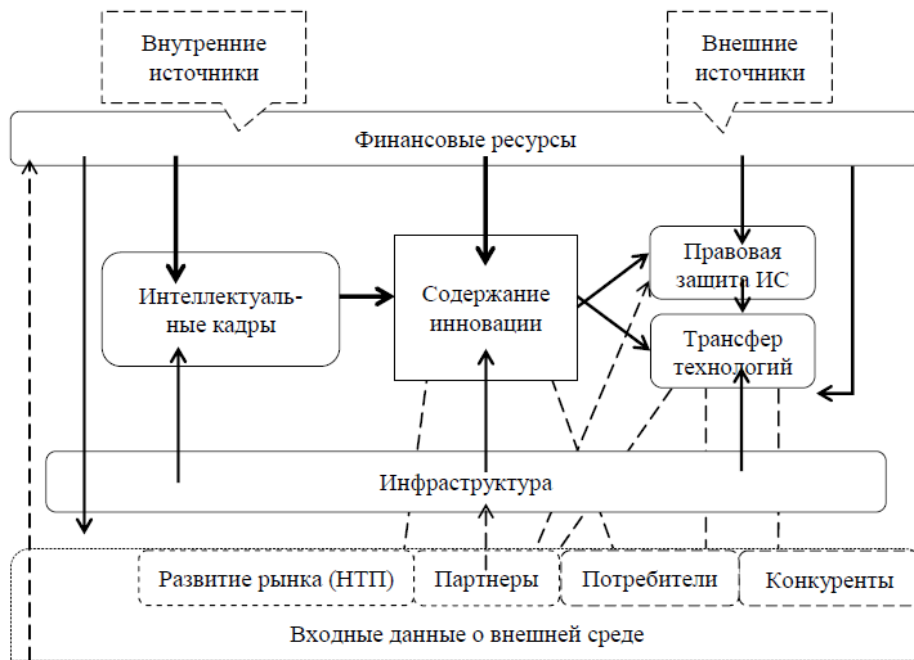 Внутренние
источники
Внешние
источники
Финансовые ресурсы
Интеллектуаль-
ные кадры
Содержание
инновации
Правовая
защита ИС
Трансфер
технологий
Инфраструктура
Развитие рынка (НТП)
Партнеры
Потребители
Конкуренты
Входные данные о внешней среде